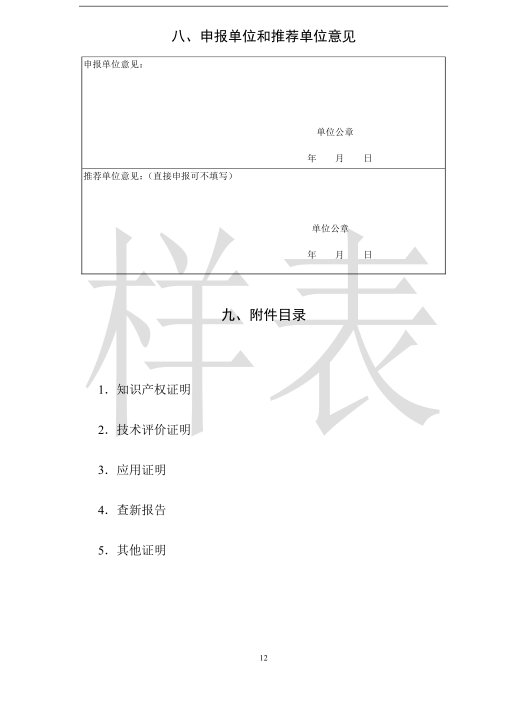 八、申报单位和推荐单位意见
申报单位意见：
单位公章
年 月 日
推荐单位意见：（直接申报可不填写）
单位公章
年 月 日
样表
九、附件目录
1．知识产权证明
2．技术评价证明
3．应用证明
4．查新报告
5．其他证明
12